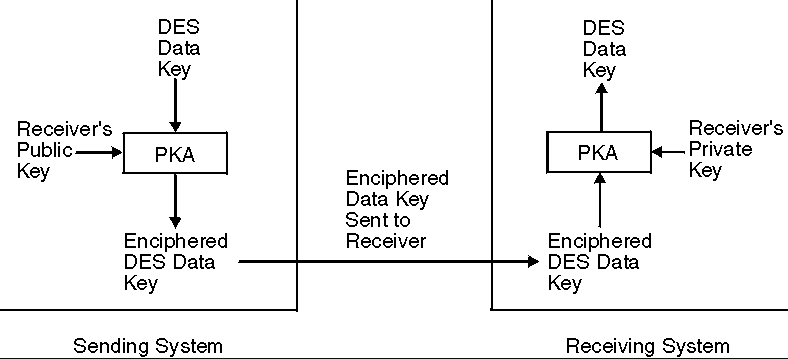 DES
Data
Key
Receiver's
Public
Key
PKA
Enciphered
DES Data
Key
Enciphered
Data Key
Sent to
Receiver
DES
Data
Key
PKA
Receiver's
Private
Key
Enciphered
DES Data
Key
Sending System
Receiving System